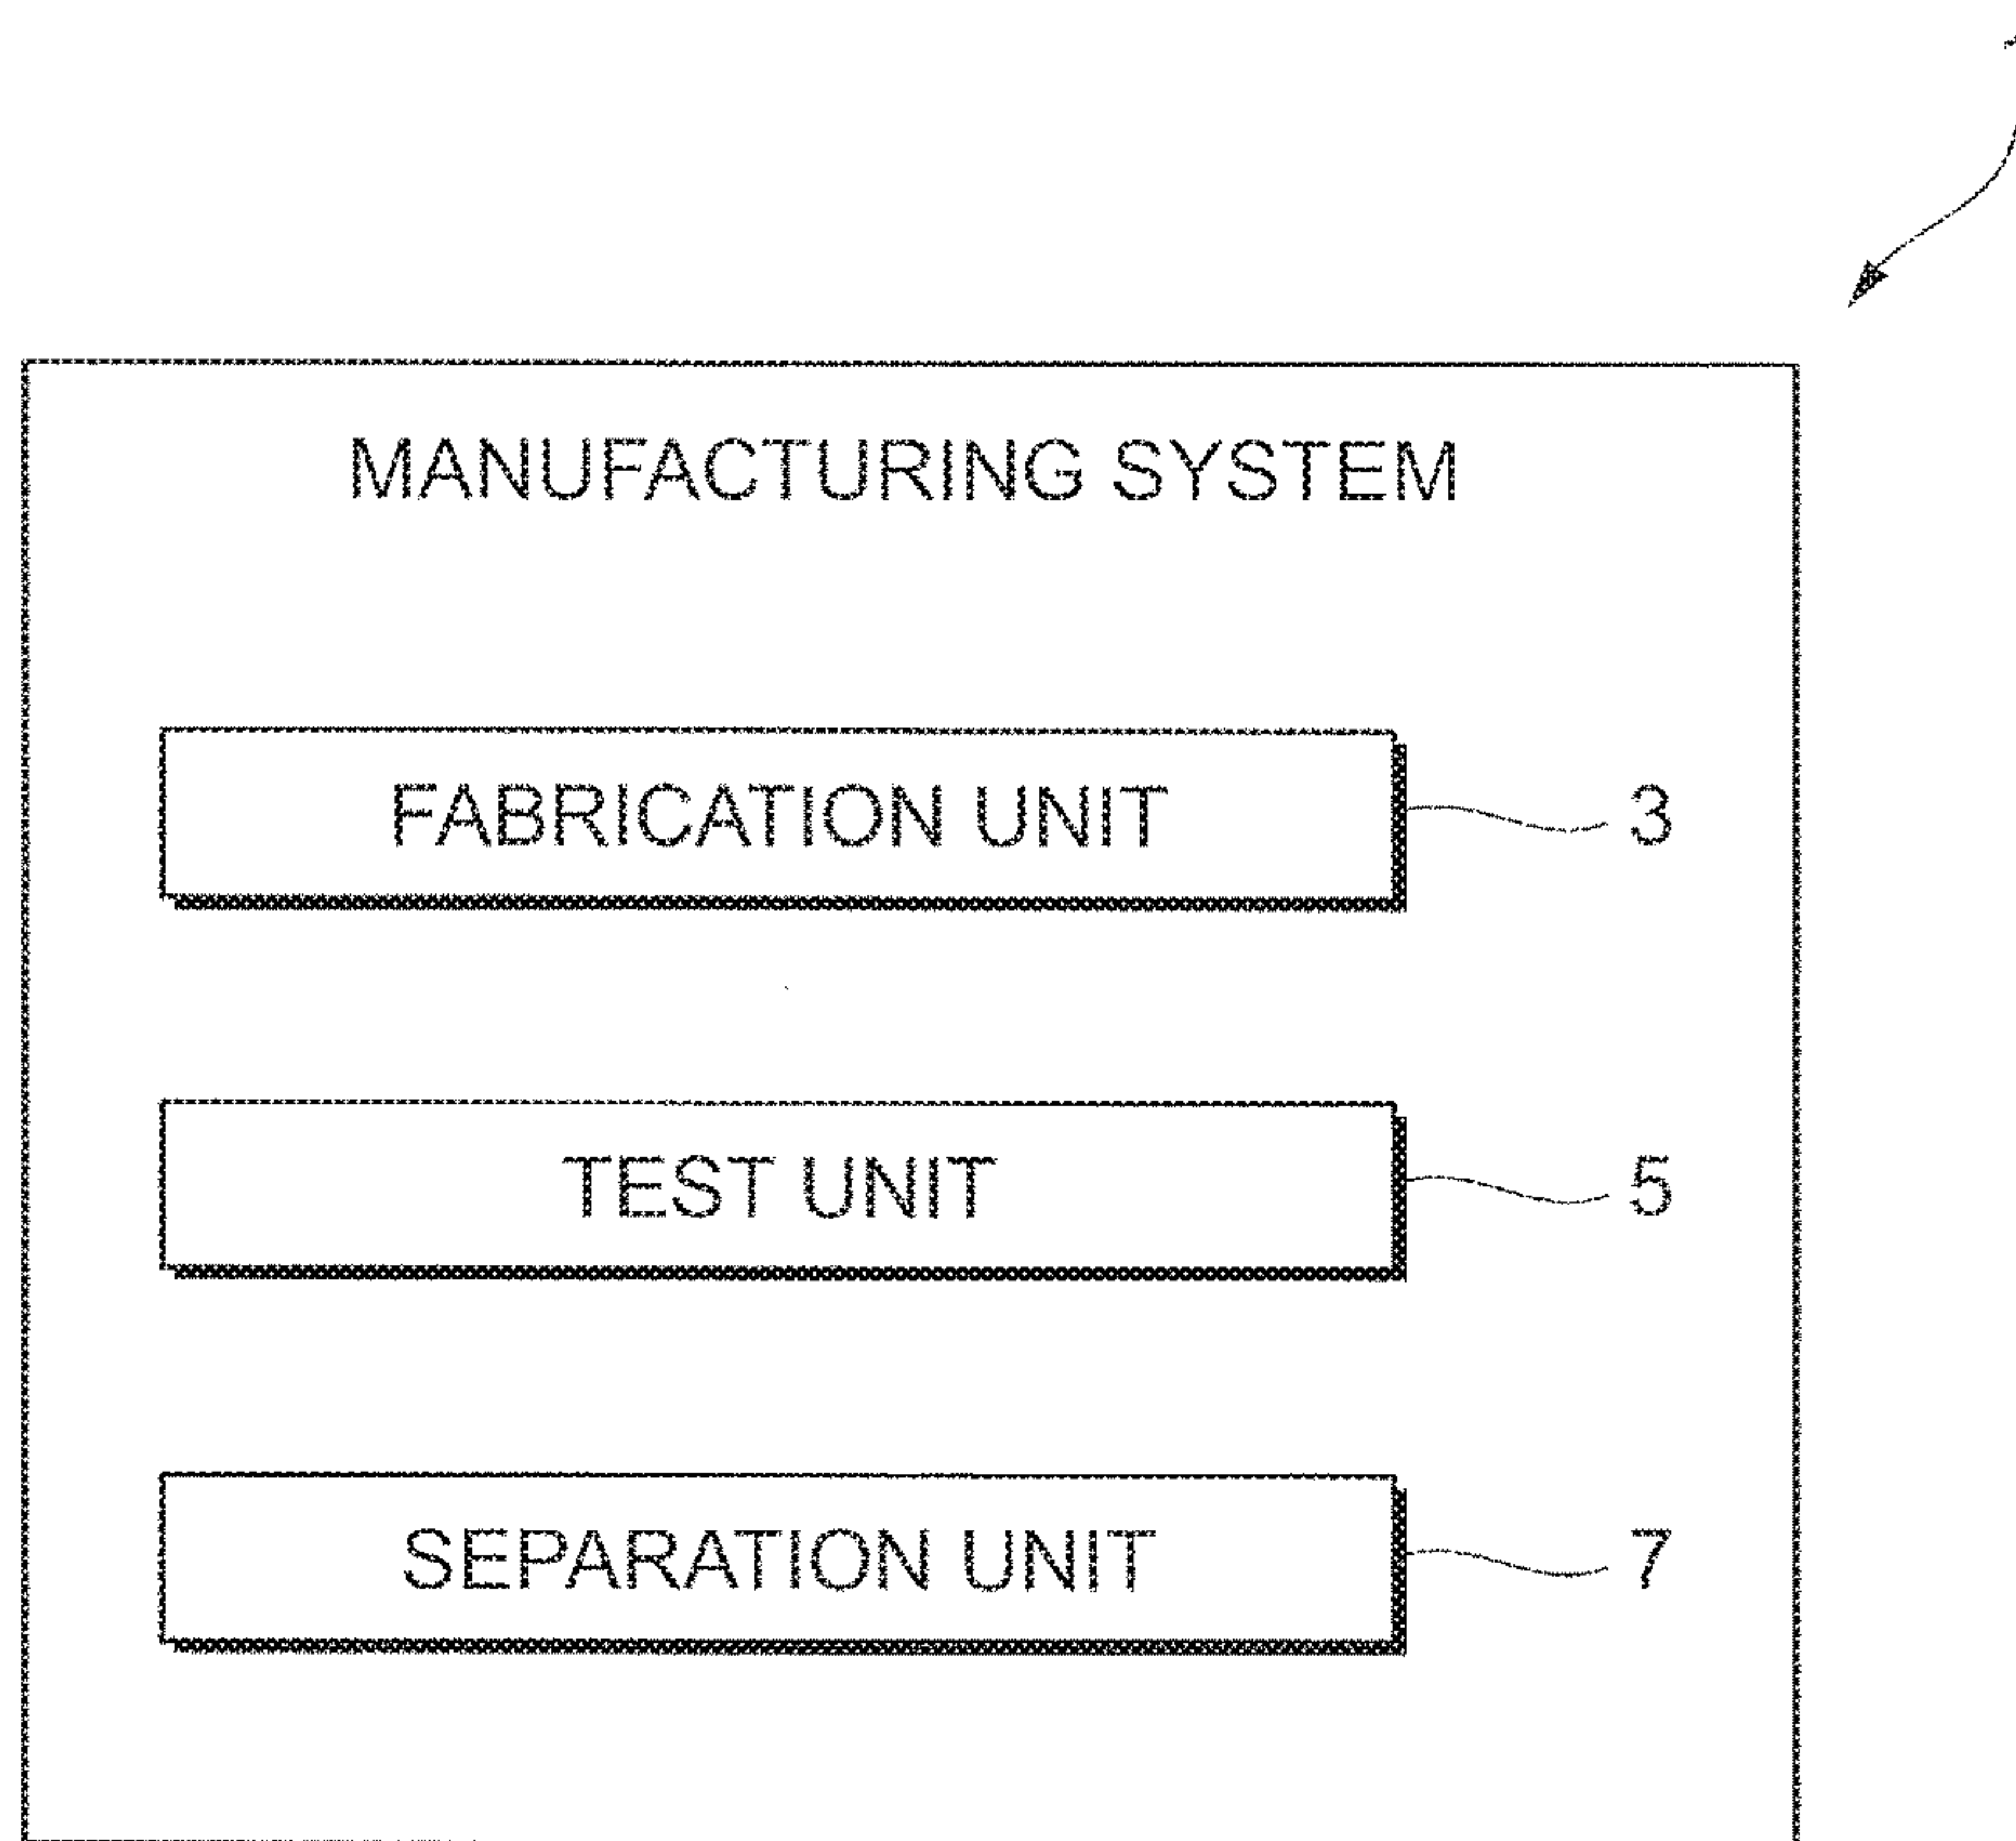 MANUFACTURING SYSTEM
FABRICATION UNIT 3
TEST UNIT 5
SEPARATION UNIT 7